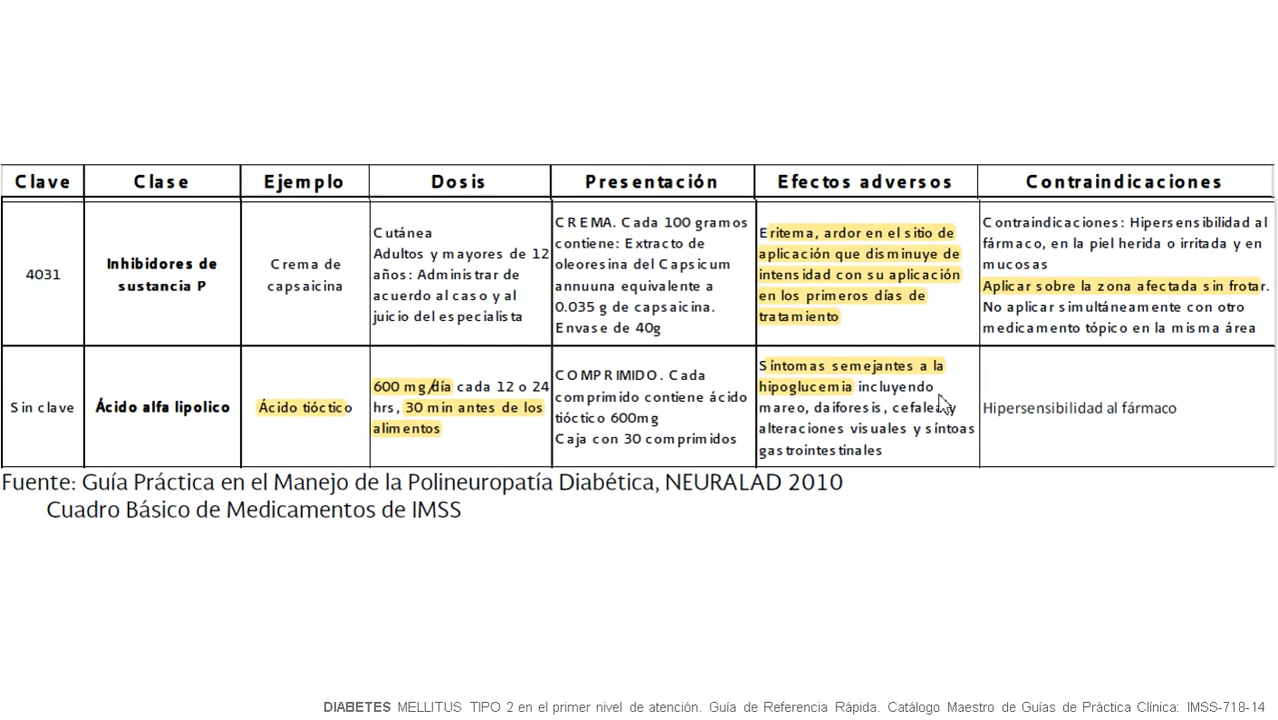 Clave Clase Ejemplo Dosis Presentación Efectos adversos Contraindicaciones
4031
Inhibidores de
sustancia P
Crema de
capsaicina
Cutánea
Adultos y mayores de 12
años: Administrar de
acuerdo al caso y al
juicio del especialista
CREMA. Cada 100 gramos
contiene: Extracto de
oleoresina del Capsicum
annuuna equivalente a
0.035 g de capsaicina.
Envase de 40g
Eritema, ardor en el sitio de
aplicación que disminuye de
intensidad con su aplicación
en los primeros días de
tratamiento
Contraindicaciones: Hipersensibilidad al
fármaco, en la piel herida o irritada y en
mucosas
Aplicar sobre la zona afectada sin frotar.
No aplicar simultáneamente con otro
medicamento tópico en la misma área
Sin clave
Ácido alfa lipolico
Ácido tióctico
600 mg/día cada 12 o 24
hrs, 30 min antes de los
alimentos
COMPRIMIDO. Cada
comprimido contiene ácido
tióctico 600mg
Caja con 30 comprimidos
Síntomas semejantes a la
hipoglucemia incluyendo
mareo, daiforesis, cefalea y
alteraciones visuales y síntoas
gastrointestinales
Hipersensibilidad al fármaco
Fuente: Guía Práctica en el Manejo de la Polineuropatía Diabética, NEURALAD 2010
Cuadro Básico de Medicamentos de IMSS
DIABETES MELLITUS TIPO 2 en el primer nivel de atención. Guía de Referencia Rápida. Catálogo Maestro de Guías de Práctica Clínica: IMSS-718-14